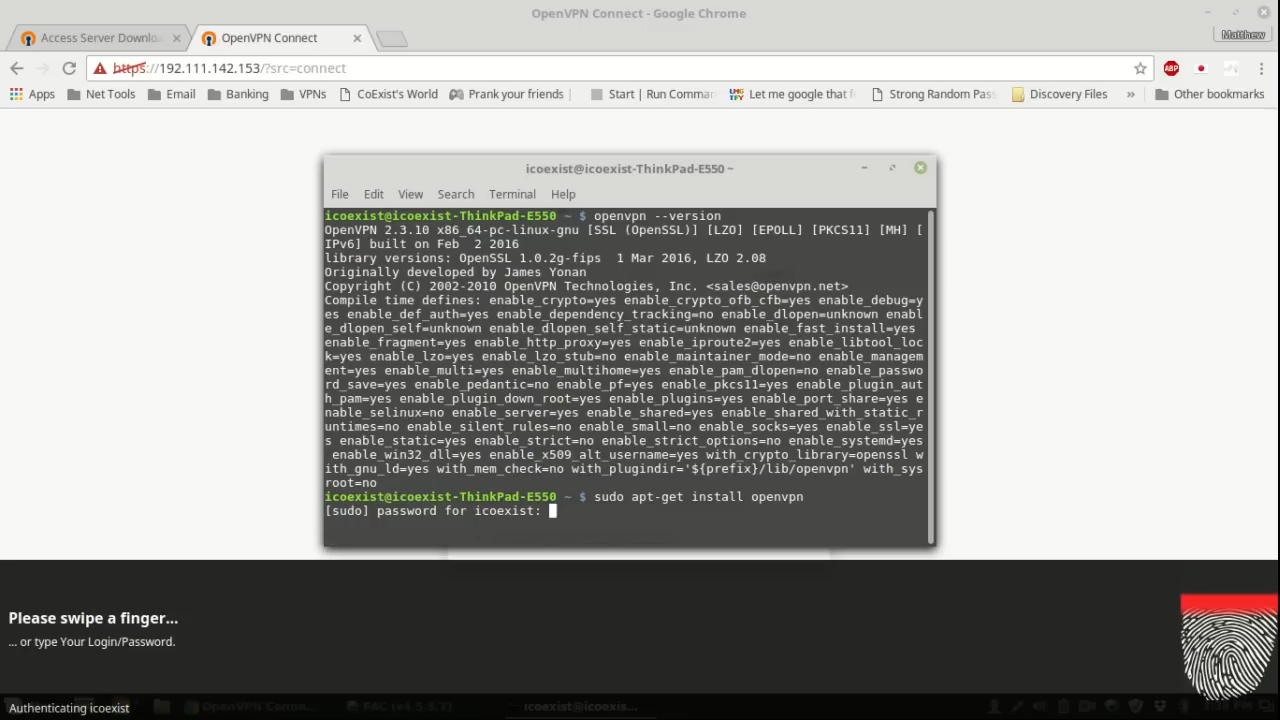 OpenVPN Connect - Google Chrome
Access Server Downloa
OpenVPN Connect
Matthew
https://192.111.142.153/?src=connect
ABP
Apps
Net Tools
Email
Banking
VPNs
CoExist's World
Prank your friends |
Start | Run Commar
Let me google that f
Strong Random Pas
Discovery Files
»
Other bookmarks
icoexist@icoexist-ThinkPad-E550 ~
File Edit View Search Terminal Help
icoexist@icoexist-ThinkPad-E550 ~ $ openvpn --version
OpenVPN 2.3.10 x86_64-pc-linux-gnu [SSL (OpenSSL)] [LZO] [EPOLL] [PKCS11] [MH] [
IPv6] built on Feb  2 2016
library versions: OpenSSL 1.0.2g-fips  1 Mar 2016, LZO 2.08
Originally developed by James Yonan
Copyright (C) 2002-2010 OpenVPN Technologies, Inc. <sales@openvpn.net>
Compile time defines: enable_crypto=yes enable_crypto_ofb_cfb=yes enable_debug=y
es enable_def_auth=yes enable_dependency_tracking=no enable_dlopen=unknown enabl
e_dlopen_self=unknown enable_dlopen_self_static=unknown enable_fast_install=yes
enable_fragment=yes enable_http_proxy=yes enable_iproute2=yes enable_libtool_loc
k=yes enable_lzo=yes enable_lzo_stub=no enable_maintainer_mode=no enable_managem
ent=yes enable_multi=yes enable_multihome=yes enable_pam_dlopen=no enable_passwo
rd_save=yes enable_pedantic=no enable_pf=yes enable_pkcs11=yes enable_plugin_aut
h_pam=yes enable_plugin_down_root=yes enable_plugins=yes enable_port_share=yes e
nable_selinux=no enable_server=yes enable_shared=yes enable_shared_with_static_r
untimes=no enable_silent_rules=no enable_small=no enable_socks=yes enable_ssl=ye
s enable_static=yes enable_strict=no enable_strict_options=no enable_systemd=yes
 enable_win32_dll=yes enable_x509_alt_username=yes with_crypto_library=openssl w
ith_gnu_ld=yes with_mem_check=no with_plugindir='${prefix}/lib/openvpn' with_sys
root=no
icoexist@icoexist-ThinkPad-E550 ~ $ sudo apt-get install openvpn
[sudo] password for icoexist:
Please swipe a finger...
... or type Your Login/Password.
Authenticating icoexist
OpenVPN Conne...
icoexist@icoexis...